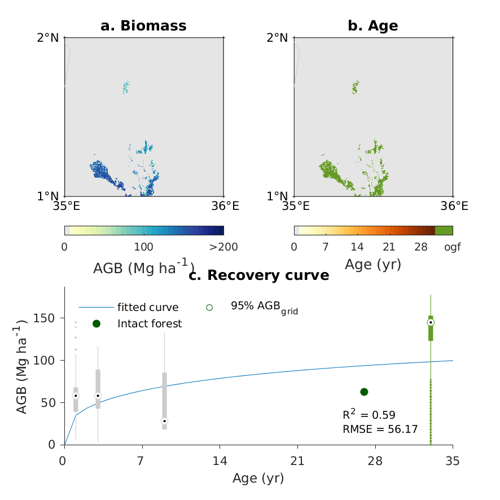 a. Biomass
b. Age
2°N
2°N
1°N
1°N
35°E
36°E
35°E
36°E
0
100
>200
0
7
14
21
28
ogf
AGB (Mg ha⁻¹)
Age (yr)
c. Recovery curve
fitted curve
95% AGB_grid
Intact forest
150
100
50
0
AGB (Mg ha⁻¹)
R² = 0.59
RMSE = 56.17
0
7
14
21
28
35
Age (yr)